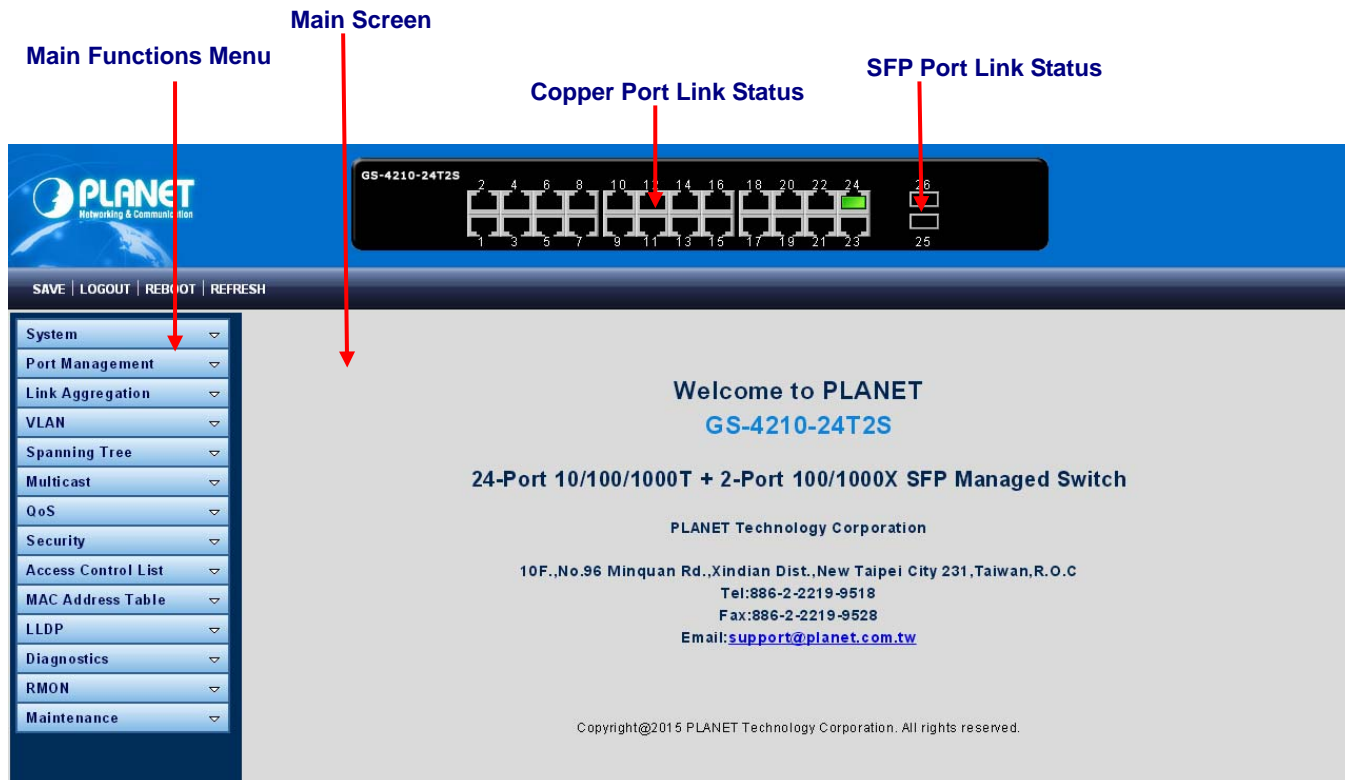 Main Screen
Main Functions Menu
SFP Port Link Status
Copper Port Link Status
PLANET
Networking & Communication
GS-4210-24T2S
2 4 6 8 10 12 14 16 18 20 22 24 26
1 3 5 7 9 11 13 15 17 19 21 23 25
SAVE | LOGOUT | REBOOT | REFRESH
System
Port Management
Link Aggregation
VLAN
Spanning Tree
Multicast
QoS
Security
Access Control List
MAC Address Table
LLDP
Diagnostics
RMON
Maintenance
Welcome to PLANET
GS-4210-24T2S
24-Port 10/100/1000T + 2-Port 100/1000X SFP Managed Switch
PLANET Technology Corporation
10F.,No.96 Minquan Rd.,Xindian Dist.,New Taipei City 231,Taiwan,R.O.C
Tel:886-2-2219-9518
Fax:886-2-2219-9528
Email:support@planet.com.tw
Copyright@2015 PLANET Technology Corporation. All rights reserved.